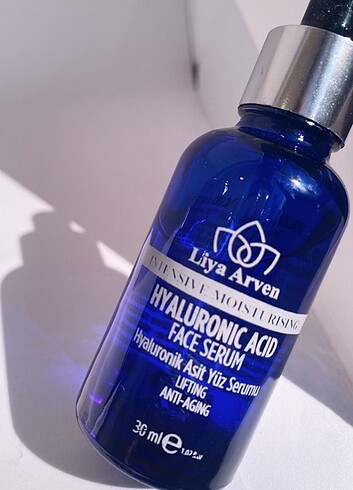 Liya Arven
INTENSIVE MOISTURISING
HYALURONIC ACID
FACE SERUM
Hyaluronik Asit Yüz Serumu
LIFTING
ANTI-AGING
30 ml e